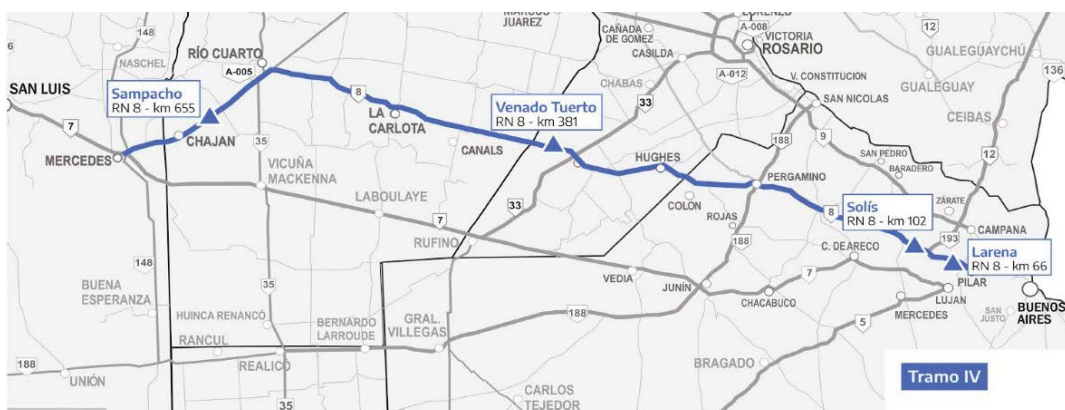 MARCOS
JUAREZ
148
NASCHEL
RÍO CUARTO
A-005
Sampacho
RN 8 - km 655
SAN LUIS
7
MERCEDES
CHAJAN
35
VICUÑA
MACKENNA
8
LA
CARLOTA
CANALS
LABOULAYE
7
Venado Tuerto
RN 8 - km 381
33
33
RUFINO
HUGHES
COLON
CAÑADA
DE GOMEZ
CASILDA
CHABAS
LORENZO
A-008
VICTORIA
ROSARIO
A-012
V. CONSTITUCION
SAN NICOLAS
188
9
PERGAMINO
ROJAS
188
8
SAN PEDRO
BARADERO
ZÁRATE
CAMPANA
193
12
12
GUALEGUAYCHÚ
GUALEGUAY
136
CEIBAS
Solís
RN 8 - km 102
Larena
RN 8 - km 66
PILAR
BUENOS
AIRES
SAN
JUSTO
LUJAN
MERCEDES
C. DE ARECO
7
CHACABUCO
JUNÍN
VEDIA
5
BRAGADO
188
148
BUENA
ESPERANZA
35
HUINCA RENANCÓ
RANCUL
REALICÓ
BERNARDO
LARROUDE
GRAL.
VILLEGAS
188
UNIÓN
35
CARLOS
TEJEDOR
Tramo IV